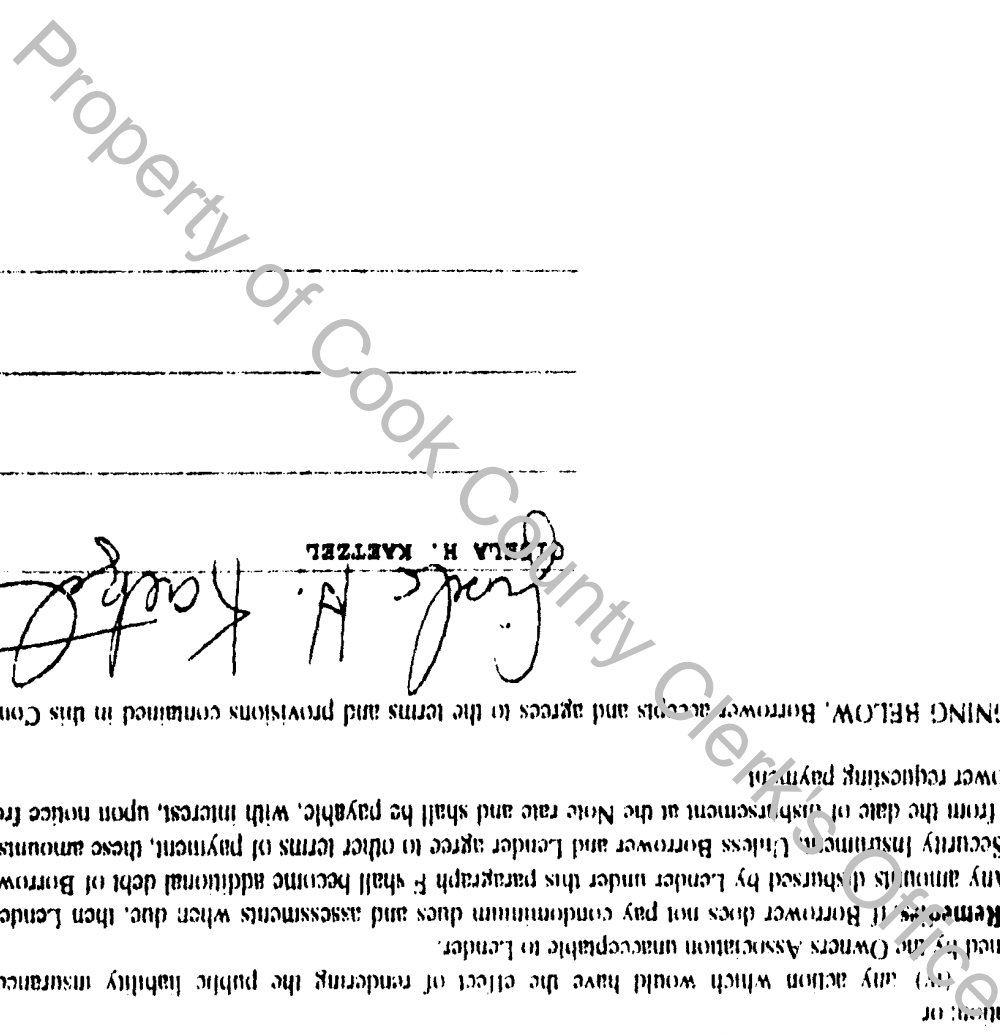 ation; or
(iv) any action which would have the effect of rendering the public liability insurance
ned by the Owners Association unacceptable to Lender.
Remedies. If Borrower does not pay condominium dues and assessments when due, then Lende
any amounts disbursed by Lender under this paragraph F shall become additional debt of Borrow
Security Instrument. Unless Borrower and Lender agree to other terms of payment, these amounts
from the date of disbursement at the Note rate and shall be payable, with interest, upon notice fr
ower requesting payment
NING BELOW, Borrower accepts and agrees to the terms and provisions contained in this Con
Gisela H. Kaetzel
GISELA H. KAETZEL
Property of Cook County Clerk's Office